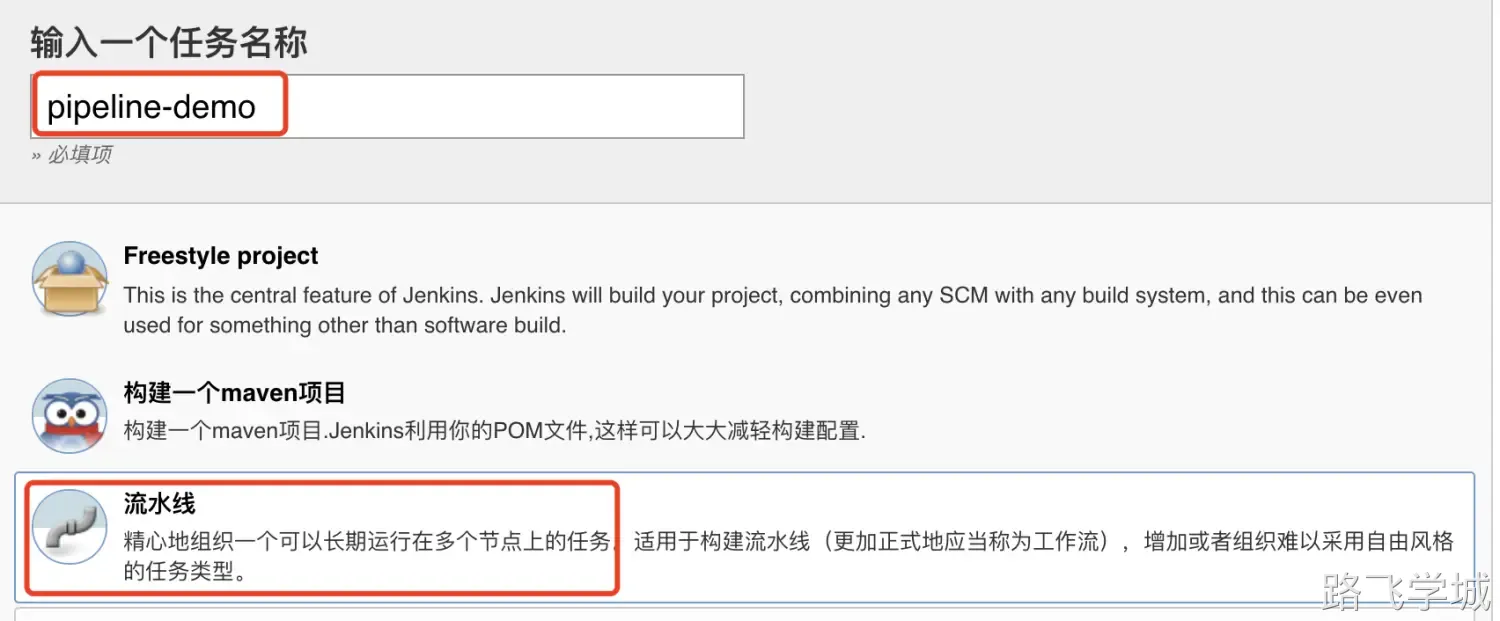 输入一个任务名称
pipeline-demo
» 必填项
Freestyle project
This is the central feature of Jenkins. Jenkins will build your project, combining any SCM with any build system, and this can be even
used for something other than software build.
构建一个maven项目
构建一个maven项目.Jenkins利用你的POM文件,这样可以大大减轻构建配置.
流水线
精心地组织一个可以长期运行在多个节点上的任务。适用于构建流水线（更加正式地应当称为工作流），增加或者组织难以采用自由风格
的任务类型。
路飞学城